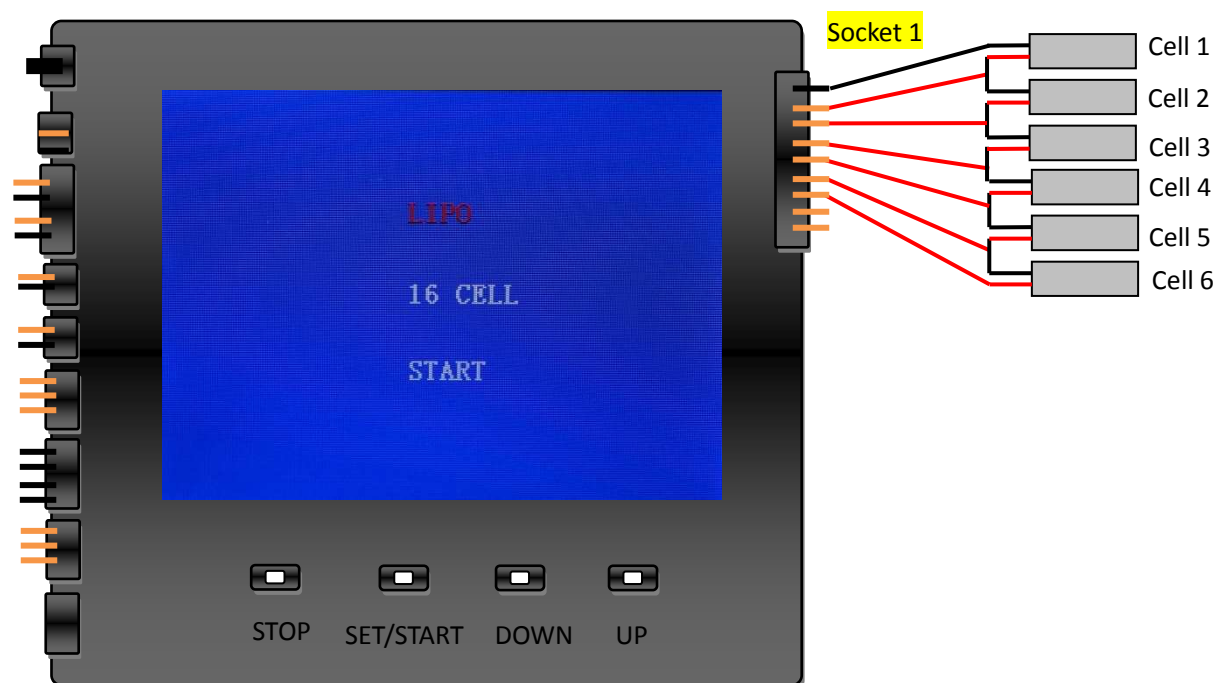 Socket 1
Cell 1
Cell 2
Cell 3
Cell 4
Cell 5
Cell 6
LIPO
16 CELL
START
STOP
SET/START
DOWN
UP